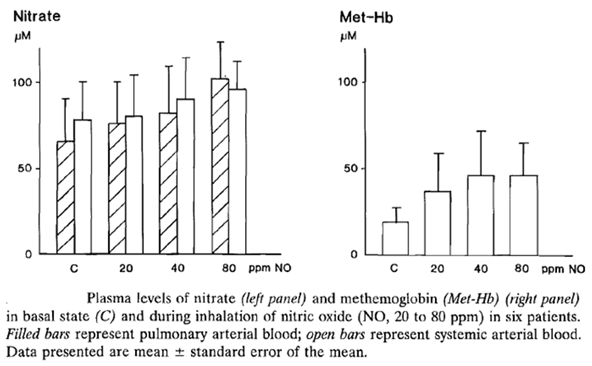 Nitrate
µM
100
50
0
C 20 40 80 ppm NO
Met-Hb
µM
100
50
0
C 20 40 80 ppm NO
Plasma levels of nitrate (left panel) and methemoglobin (Met-Hb) (right panel)
in basal state (C) and during inhalation of nitric oxide (NO, 20 to 80 ppm) in six patients.
Filled bars represent pulmonary arterial blood; open bars represent systemic arterial blood.
Data presented are mean ± standard error of the mean.